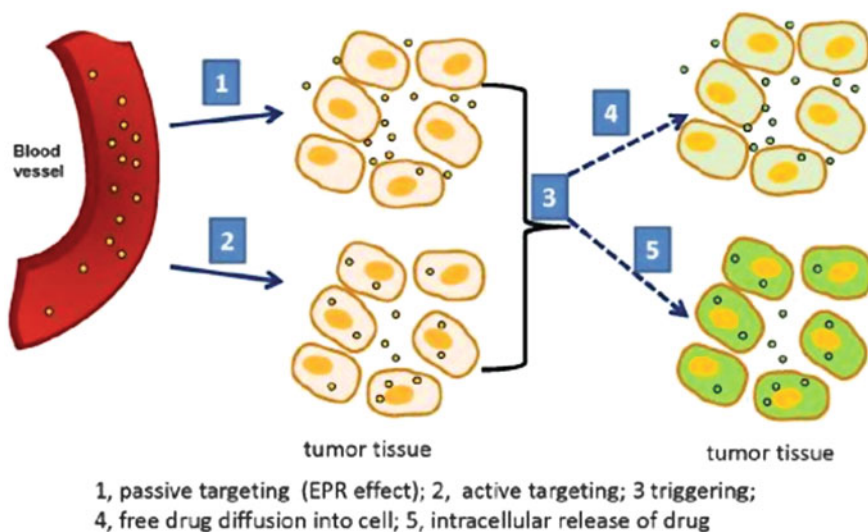 1
4
Blood
vessel
3
2
5
tumor tissue
tumor tissue
1, passive targeting (EPR effect); 2, active targeting; 3 triggering;
4, free drug diffusion into cell; 5, intracellular release of drug